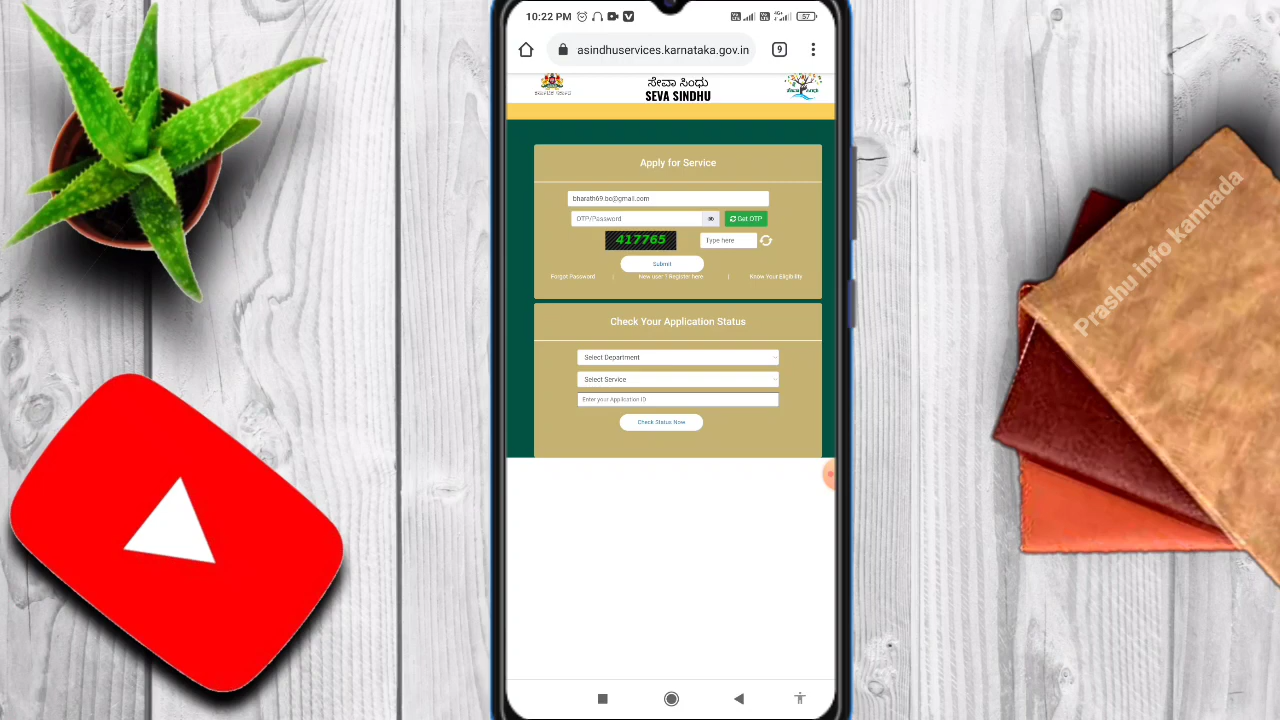 10:22 PM
4G+
57
asindhuservices.karnataka.gov.in
9
ಸೇವಾ ಸಿಂಧು
SEVA SINDHU
Apply for Service
bharath69.bc@gmail.com
OTP/Password
Get OTP
417765
Type here
Submit
Forgot Password | New user ? Register here | Know Your Eligibility
Check Your Application Status
Select Department
Select Service
Enter your Application ID
Check Status Now
Prashu info kannada